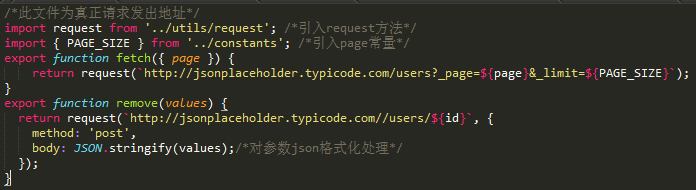 /*此文件为真正请求发出地址*/
import request from '../utils/request'; /*引入request方法*/
import { PAGE_SIZE } from '../constants'; /*引入page常量*/
export function fetch({ page }) {
    return request(`http://jsonplaceholder.typicode.com/users?_page=${page}&_limit=${PAGE_SIZE}`);
}
export function remove(values) {
  return request(`http://jsonplaceholder.typicode.com//users/${id}`, {
    method: 'post',
    body: JSON.stringify(values);/*对参数json格式化处理*/
  });
}